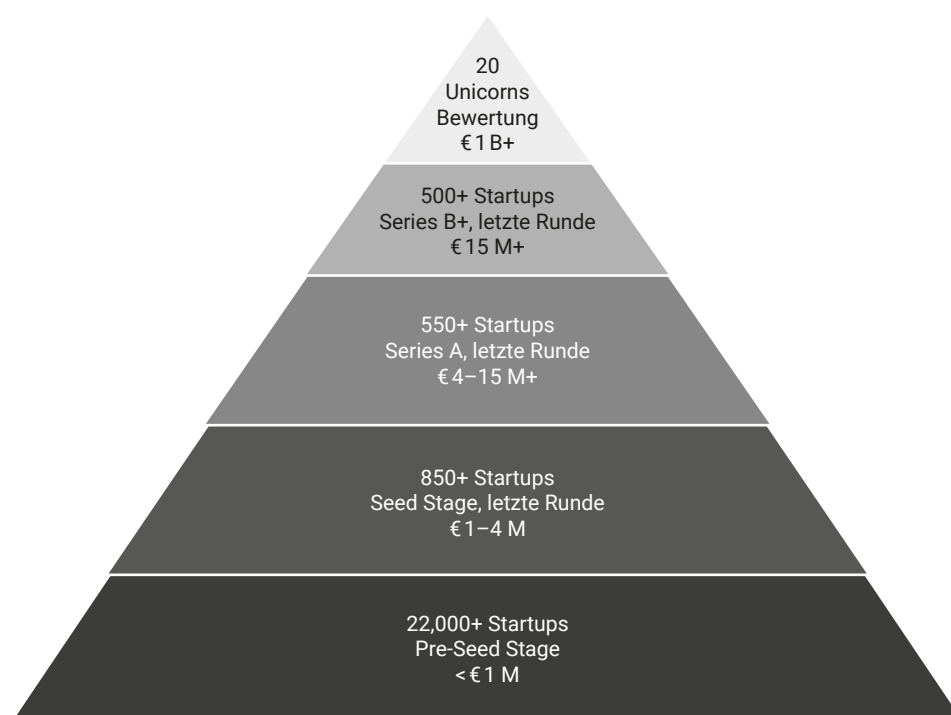 20
Unicorns
Bewertung
€ 1 B+
500+ Startups
Series B+, letzte Runde
€ 15 M+
550+ Startups
Series A, letzte Runde
€ 4–15 M+
850+ Startups
Seed Stage, letzte Runde
€ 1–4 M
22,000+ Startups
Pre-Seed Stage
< € 1 M